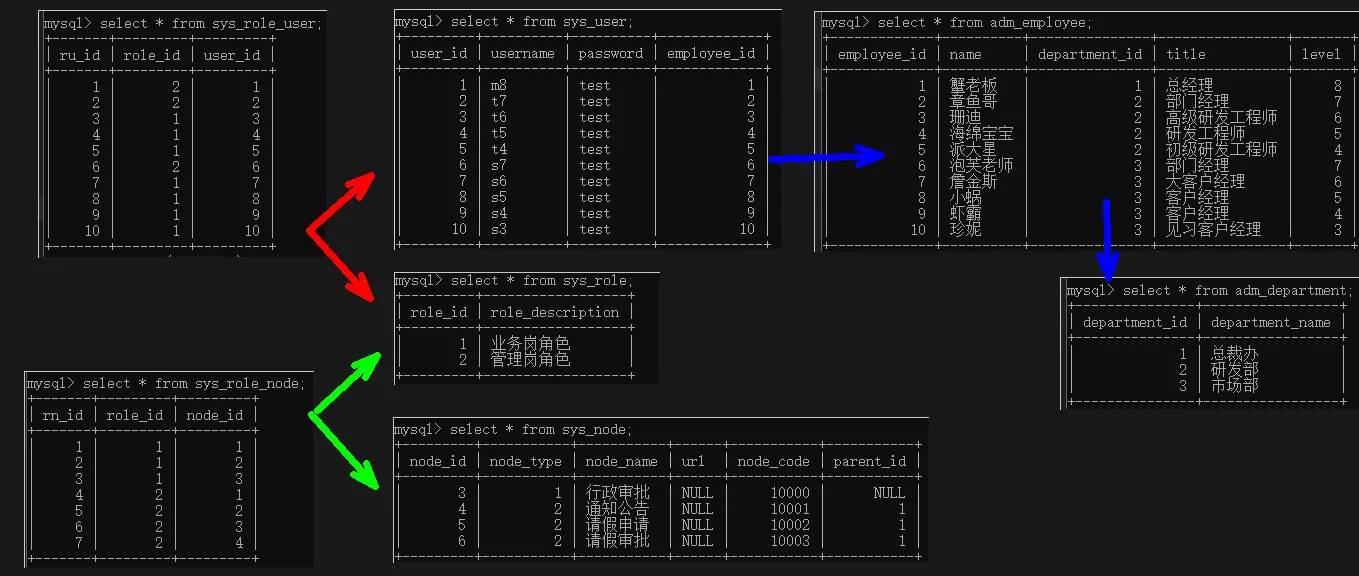 mysql> select * from sys_role_user;
+-------+---------+---------+
| ru_id | role_id | user_id |
+-------+---------+---------+
| 1 | 2 | 1 |
| 2 | 2 | 2 |
| 3 | 1 | 3 |
| 4 | 1 | 4 |
| 5 | 1 | 5 |
| 6 | 2 | 6 |
| 7 | 1 | 7 |
| 8 | 1 | 8 |
| 9 | 1 | 9 |
| 10 | 1 | 10 |
+-------+---------+---------+
mysql> select * from sys_user;
+---------+----------+----------+-------------+
| user_id | username | password | employee_id |
+---------+----------+----------+-------------+
| 1 | m8 | test | 1 |
| 2 | t7 | test | 2 |
| 3 | t6 | test | 3 |
| 4 | t5 | test | 4 |
| 5 | t4 | test | 5 |
| 6 | s7 | test | 6 |
| 7 | s6 | test | 7 |
| 8 | s5 | test | 8 |
| 9 | s4 | test | 9 |
| 10 | s3 | test | 10 |
+---------+----------+----------+-------------+
mysql> select * from adm_employee;
+-------------+----------+---------------+----------------+-------+
| employee_id | name | department_id | title | level |
+-------------+----------+---------------+----------------+-------+
| 1 | 蟹老板 | 1 | 总经理 | 8
| 2 | 章鱼哥 | 2 | 部门经理 | 7
| 3 | 珊迪 | 2 | 高级研发工程师 | 6
| 4 | 海绵宝宝 | 2 | 研发工程师 | 5
| 5 | 派大星 | 2 | 初级研发工程师 | 4
| 6 | 泡芙老师 | 3 | 部门经理 | 7
| 7 | 詹金斯 | 3 | 大客户经理 | 6
| 8 | 小蜗 | 3 | 客户经理 | 5
| 9 | 虾霸 | 3 | 客户经理 | 4
| 10 | 珍妮 | 3 | 见习客户经理 | 3
+-------------+----------+---------------+----------------+-------+
mysql> select * from sys_role;
+---------+------------------+
| role_id | role_description |
+---------+------------------+
| 1 | 业务岗角色 |
| 2 | 管理岗角色 |
+---------+------------------+
mysql> select * from adm_department;
+---------------+-----------------+
| department_id | department_name |
+---------------+-----------------+
| 1 | 总裁办 |
| 2 | 研发部 |
| 3 | 市场部 |
+---------------+-----------------+
mysql> select * from sys_role_node;
+-------+---------+---------+
| rn_id | role_id | node_id |
+-------+---------+---------+
| 1 | 1 | 1 |
| 2 | 1 | 2 |
| 3 | 1 | 3 |
| 4 | 2 | 1 |
| 5 | 2 | 2 |
| 6 | 2 | 3 |
| 7 | 2 | 4 |
+-------+---------+---------+
mysql> select * from sys_node;
+---------+-----------+-----------+------+-----------+-----------+
| node_id | node_type | node_name | url | node_code | parent_id |
+---------+-----------+-----------+------+-----------+-----------+
| 3 | 1 | 行政审批 | NULL | 10000 | NULL |
| 4 | 2 | 通知公告 | NULL | 10001 | 1 |
| 5 | 2 | 请假申请 | NULL | 10002 | 1 |
| 6 | 2 | 请假审批 | NULL | 10003 | 1 |
+---------+-----------+-----------+------+-----------+-----------+